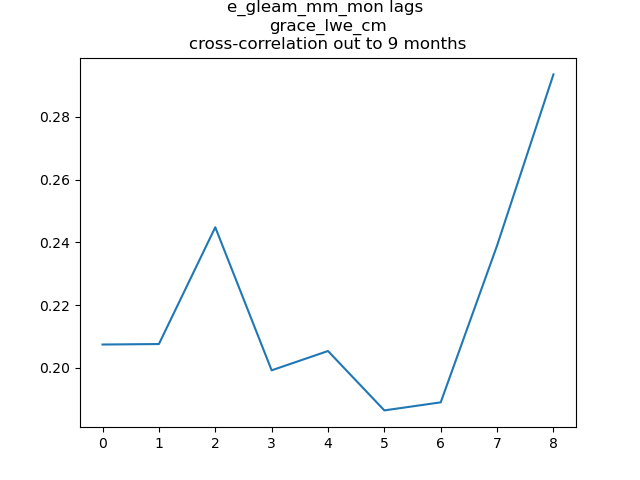 e_gleam_mm_mon lags
grace_lwe_cm
cross-correlation out to 9 months
0.28
0.26
0.24
0.22
0.20
0 1 2 3 4 5 6 7 8